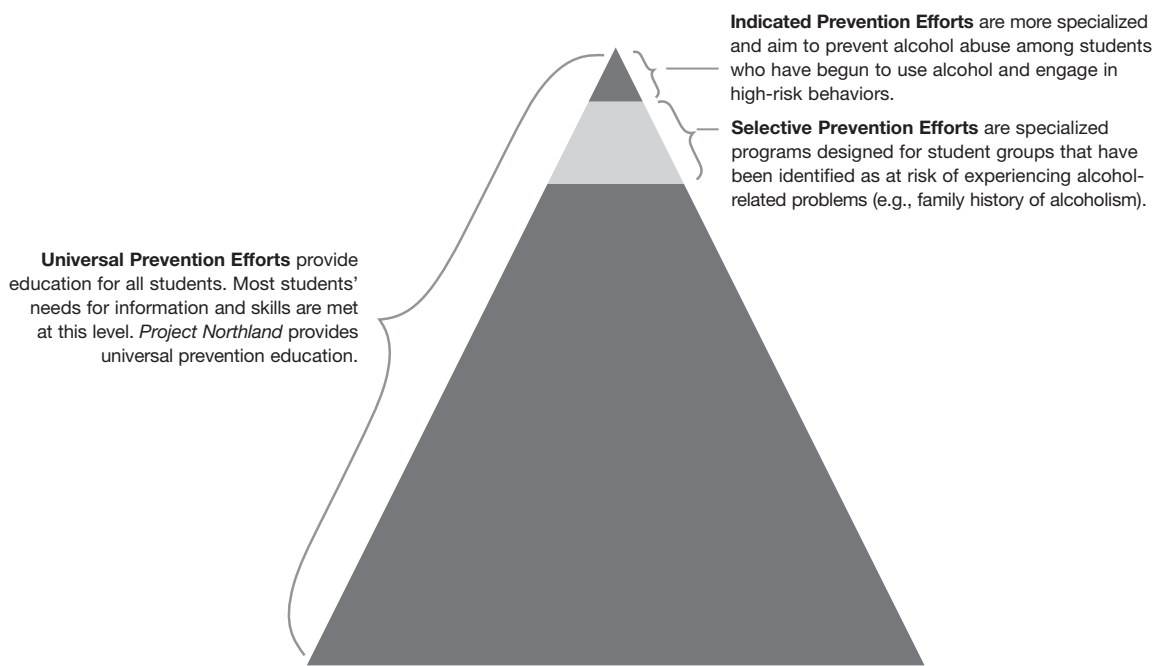 Indicated Prevention Efforts are more specialized
and aim to prevent alcohol abuse among students
who have begun to use alcohol and engage in
high-risk behaviors.
Selective Prevention Efforts are specialized
programs designed for student groups that have
been identified as at risk of experiencing alcohol-
related problems (e.g., family history of alcoholism).
Universal Prevention Efforts provide
education for all students. Most students’
needs for information and skills are met
at this level. Project Northland provides
universal prevention education.